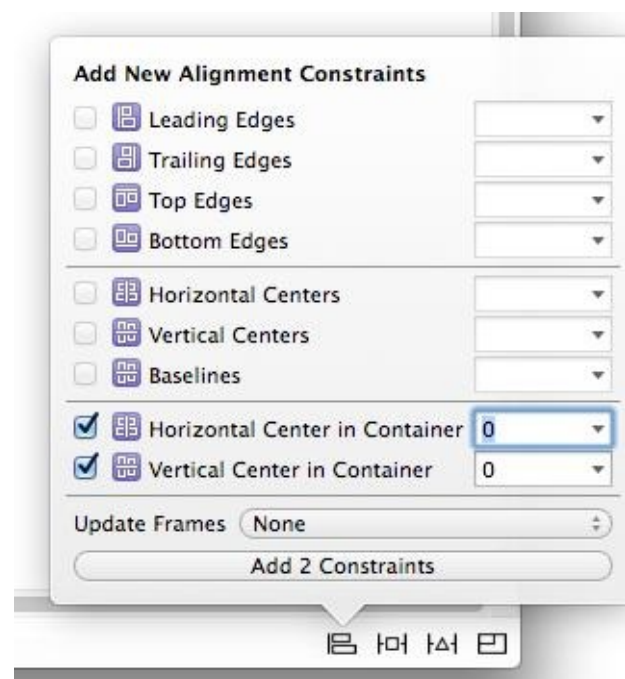 Add New Alignment Constraints
Leading Edges
Trailing Edges
Top Edges
Bottom Edges
Horizontal Centers
Vertical Centers
Baselines
Horizontal Center in Container 0
Vertical Center in Container 0
Update Frames None
Add 2 Constraints